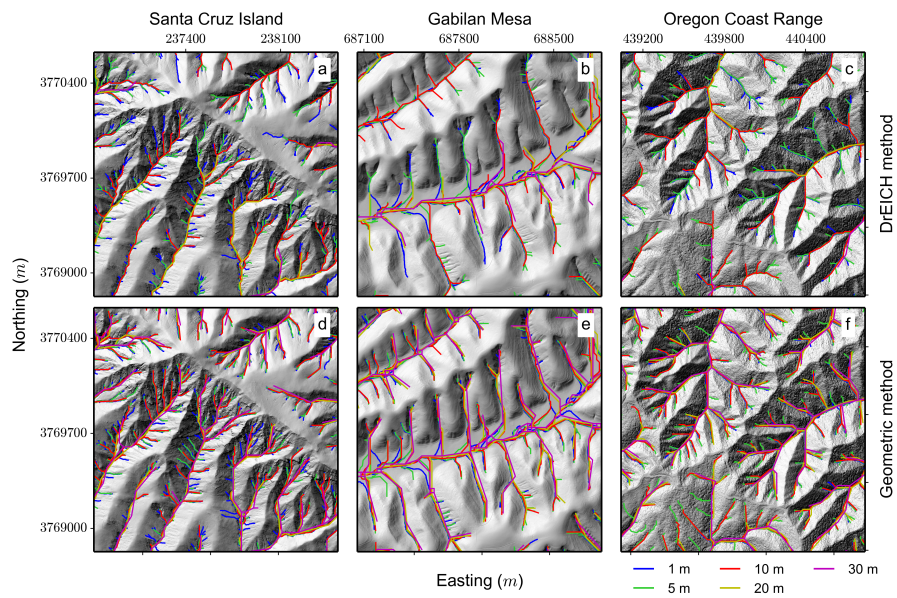 Santa Cruz Island Gabilan Mesa Oregon Coast Range
237400 238100 687100 687800 688500 439200 439800 440400
a b c
3770400
3769700
3769000
DrEICH method
d e f
3770400
3769700
3769000
Geometric method
Northing (m)
Easting (m)
1 m 10 m 30 m
5 m 20 m